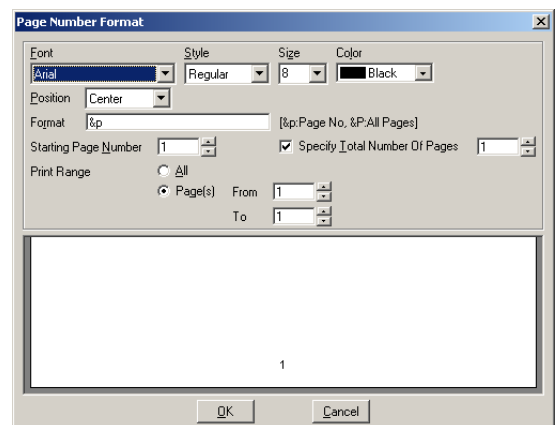 Page Number Format
Font Style Size Color
Arial Regular 8 Black
Position Center
Format &p [&p:Page No, &P:All Pages]
Starting Page Number 1 Specify Total Number Of Pages 1
Print Range All
Page(s) From 1
To 1
1
OK Cancel